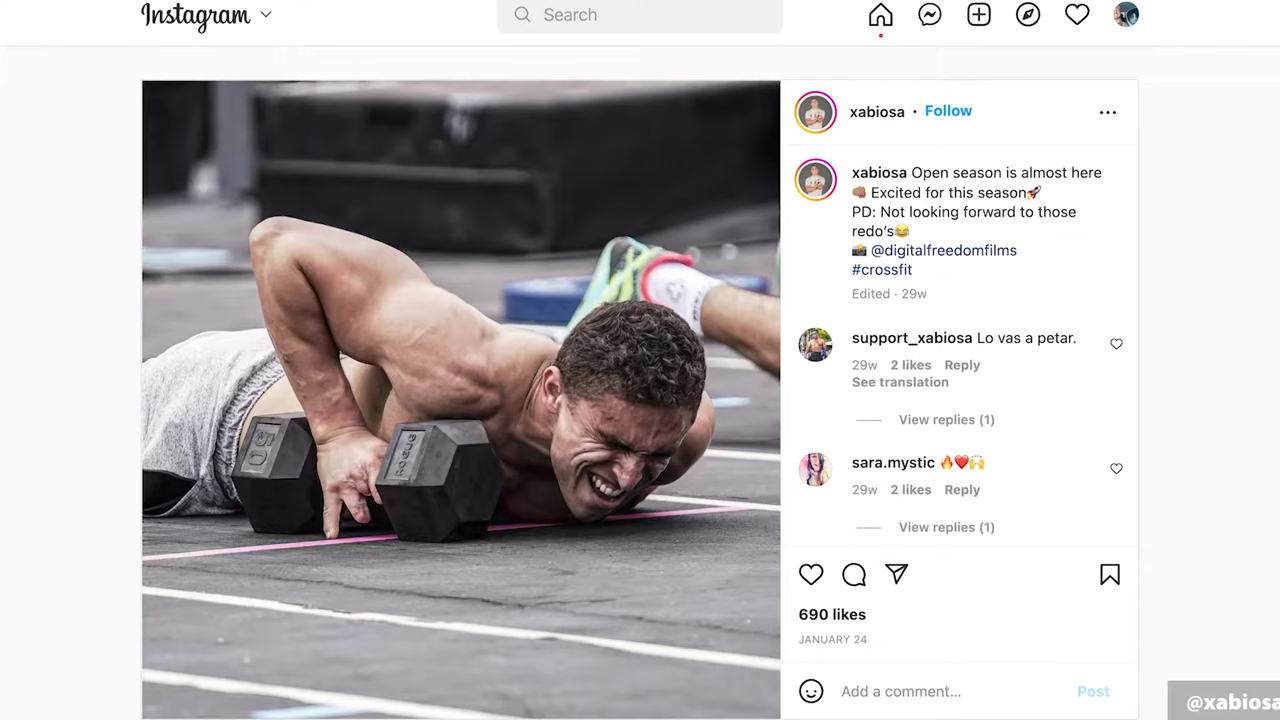 Instagram
Search
xabiosa • Follow
xabiosa Open season is almost here
👊🏽 Excited for this season🚀
PD: Not looking forward to those
redo's😂
📸 @digitalfreedomfilms
#crossfit
Edited · 29w
support_xabiosa Lo vas a petar.
29w 2 likes Reply
See translation
View replies (1)
sara.mystic 🔥❤️🙌
29w 2 likes Reply
View replies (1)
50
690 likes
JANUARY 24
Add a comment... Post
@xabiosa